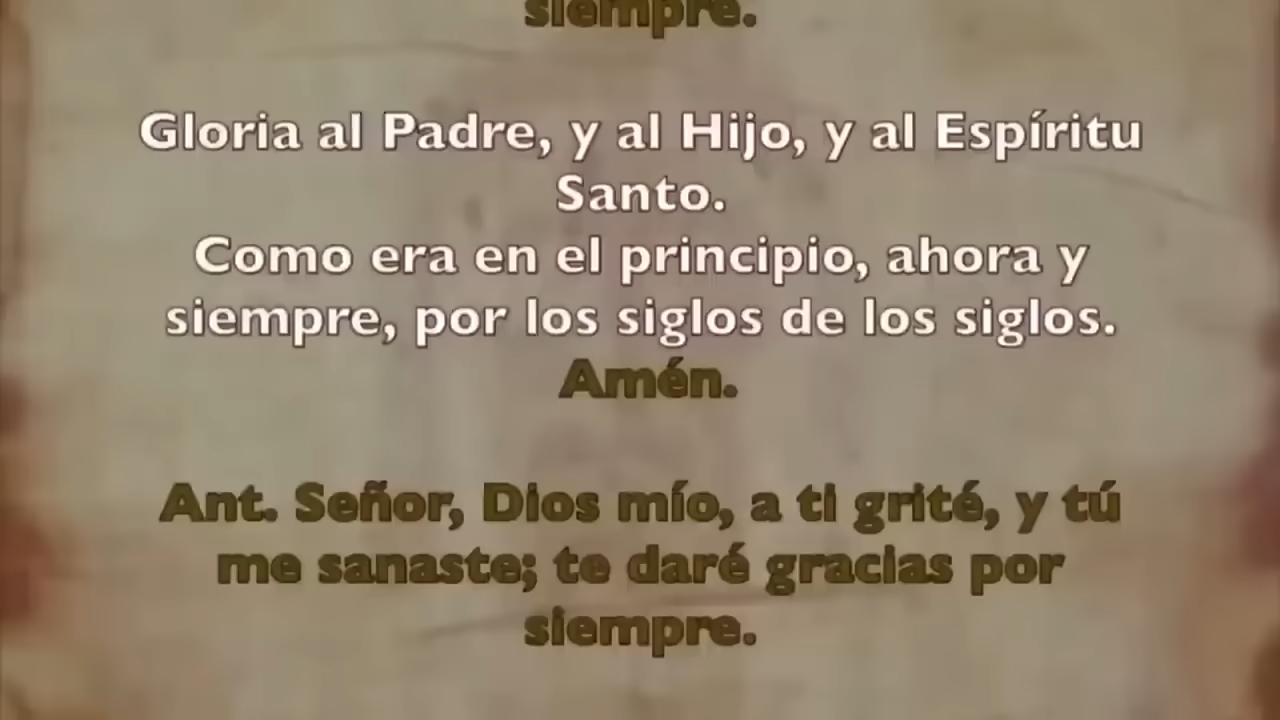 siempre.
Gloria al Padre, y al Hijo, y al Espíritu
Santo.
Como era en el principio, ahora y
siempre, por los siglos de los siglos.
Amén.
Ant. Señor, Dios mío, a ti grité, y tú
me sanaste; te daré gracias por
siempre.